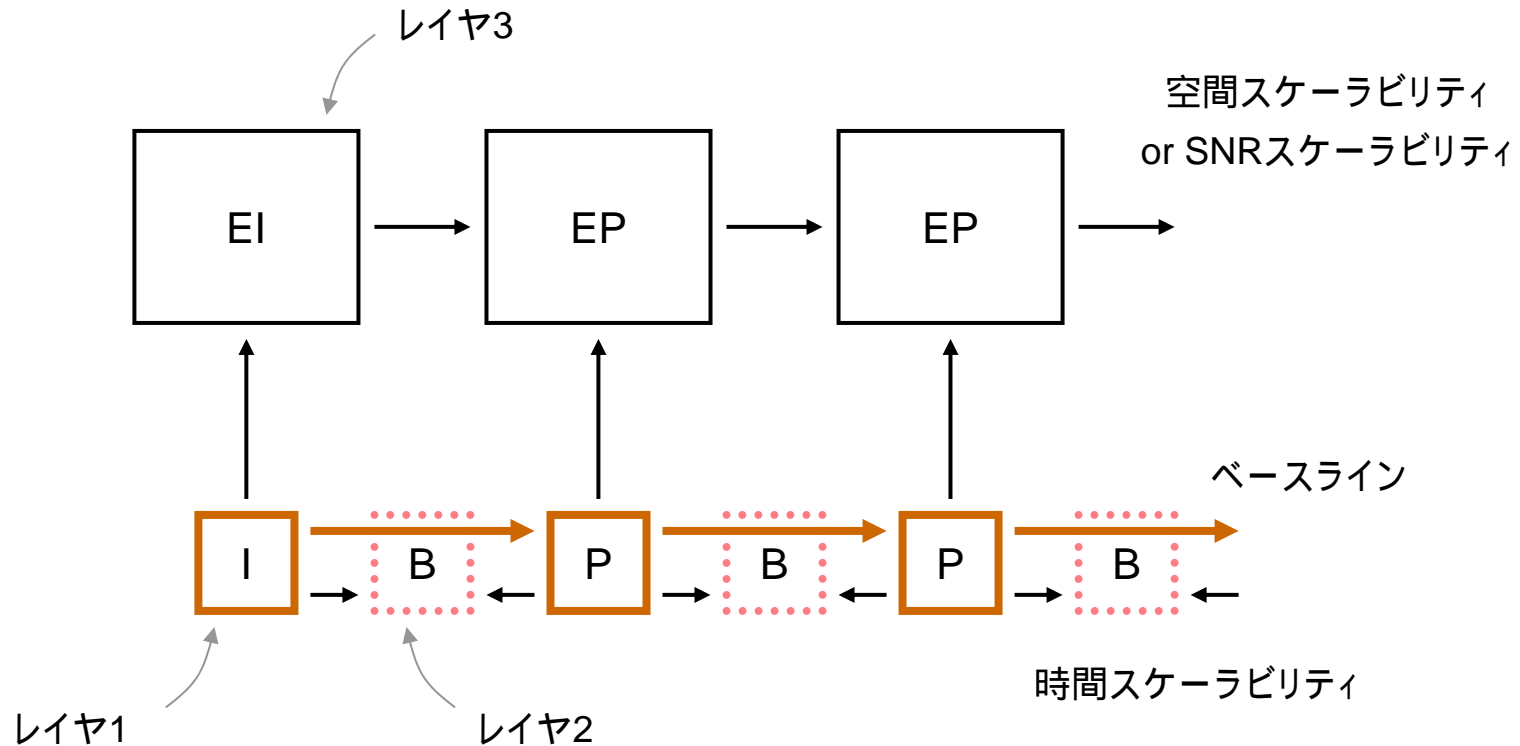 レイヤ3
空間スケーラビリティ
or SNRスケーラビリティ
EI
EP
EP
ベースライン
I
B
P
B
P
B
時間スケーラビリティ
レイヤ1
レイヤ2